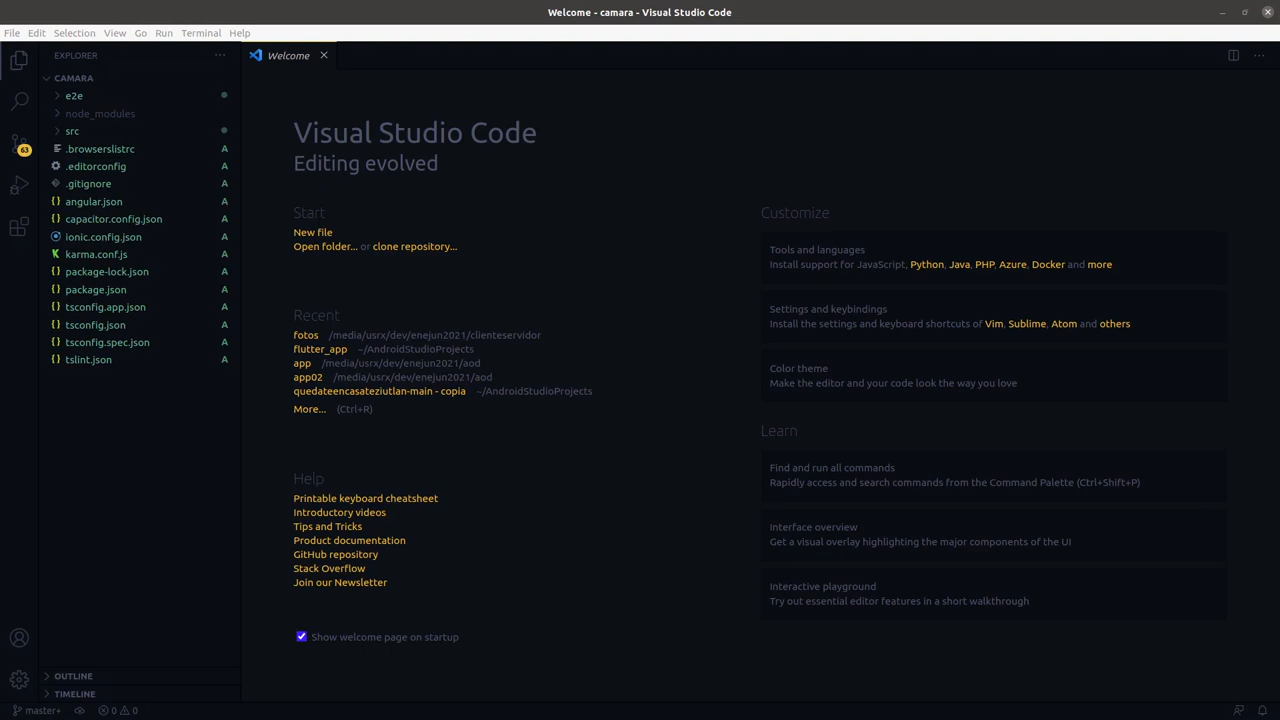 Welcome - camara - Visual Studio Code
File Edit Selection View Go Run Terminal Help
EXPLORER
CAMARA
e2e
node_modules
src
.browserslistrc A
.editorconfig A
.gitignore A
angular.json A
capacitor.config.json A
ionic.config.json A
karma.conf.js A
package-lock.json A
package.json A
tsconfig.app.json A
tsconfig.json A
tsconfig.spec.json A
tslint.json A
OUTLINE
TIMELINE
63
Welcome
Visual Studio Code
Editing evolved
Start
New file
Open folder... or clone repository...
Recent
fotos /media/usrx/dev/enejun2021/clienteservidor
flutter_app ~/AndroidStudioProjects
app /media/usrx/dev/enejun2021/aod
app02 /media/usrx/dev/enejun2021/aod
quedateencasateziutlan-main - copia ~/AndroidStudioProjects
More... (Ctrl+R)
Help
Printable keyboard cheatsheet
Introductory videos
Tips and Tricks
Product documentation
GitHub repository
Stack Overflow
Join our Newsletter
Show welcome page on startup
Customize
Tools and languages
Install support for JavaScript, Python, Java, PHP, Azure, Docker and more
Settings and keybindings
Install the settings and keyboard shortcuts of Vim, Sublime, Atom and others
Color theme
Make the editor and your code look the way you love
Learn
Find and run all commands
Rapidly access and search commands from the Command Palette (Ctrl+Shift+P)
Interface overview
Get a visual overlay highlighting the major components of the UI
Interactive playground
Try out essential editor features in a short walkthrough
master+ 0 0